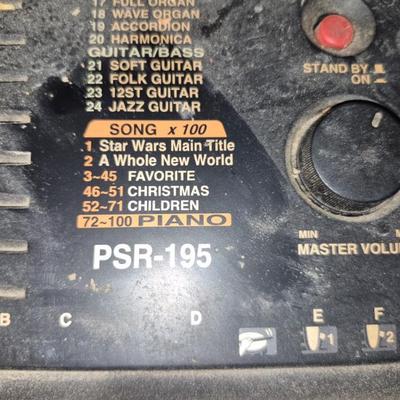 17 FULL ORGAN
18 WAVE ORGAN
19 ACCORDION
20 HARMONICA
GUITAR/BASS
21 SOFT GUITAR
22 FOLK GUITAR
23 12ST GUITAR
24 JAZZ GUITAR
STAND BY
ON
SONG x 100
1 Star Wars Main Title
2 A Whole New World
3~45 FAVORITE
46~51 CHRISTMAS
52~71 CHILDREN
72~100 PIANO
MIN
MASTER
PSR-195
B C D E F
1 2